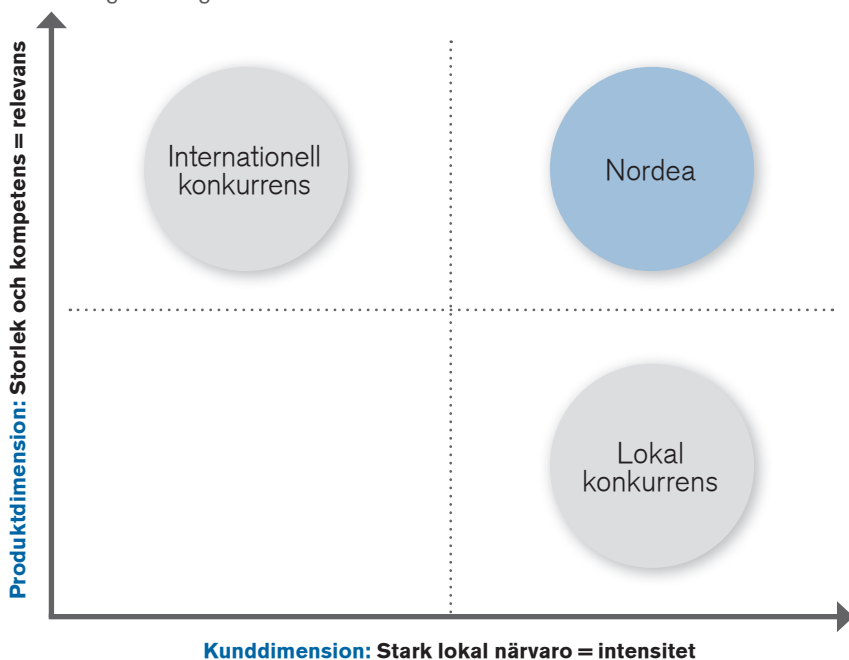 Produktdimension: Storlek och kompetens = relevans
Internationell
konkurrens
Nordea
Lokal
konkurrens
Kunddimension: Stark lokal närvaro = intensitet